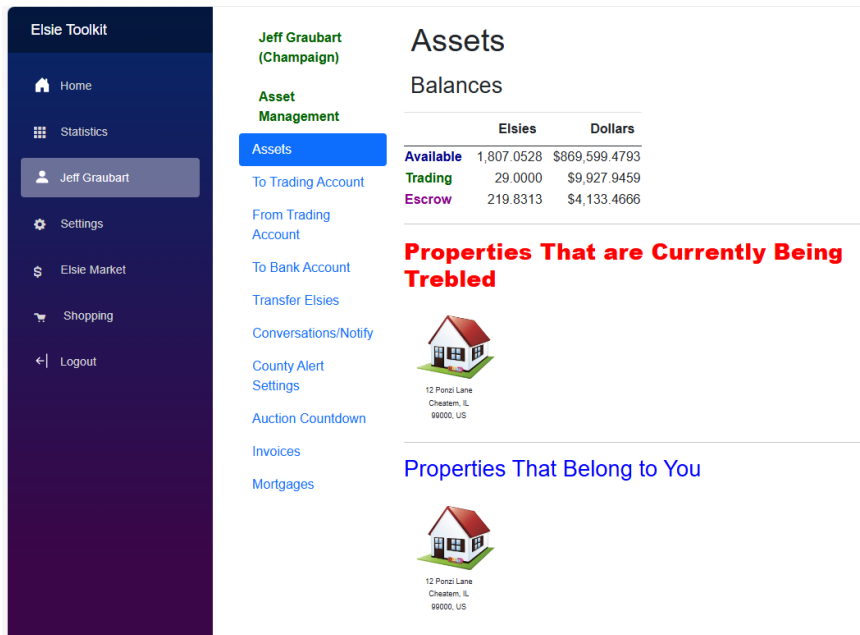 Elsie Toolkit
Home
Statistics
Jeff Graubart
Settings
Elsie Market
Shopping
Logout
Jeff Graubart
(Champaign)
Asset
Management
Assets
To Trading Account
From Trading
Account
To Bank Account
Transfer Elsies
Conversations/Notify
County Alert
Settings
Auction Countdown
Invoices
Mortgages
Assets
Balances
Elsies Dollars
Available 1,807.0528 $869,599.4793
Trading 29.0000 $9,927.9459
Escrow 219.8313 $4,133.4666
Properties That are Currently Being
Trebled
12 Ponzi Lane
Cheatem, IL
99000, US
Properties That Belong to You
12 Ponzi Lane
Cheatem, IL
99000, US